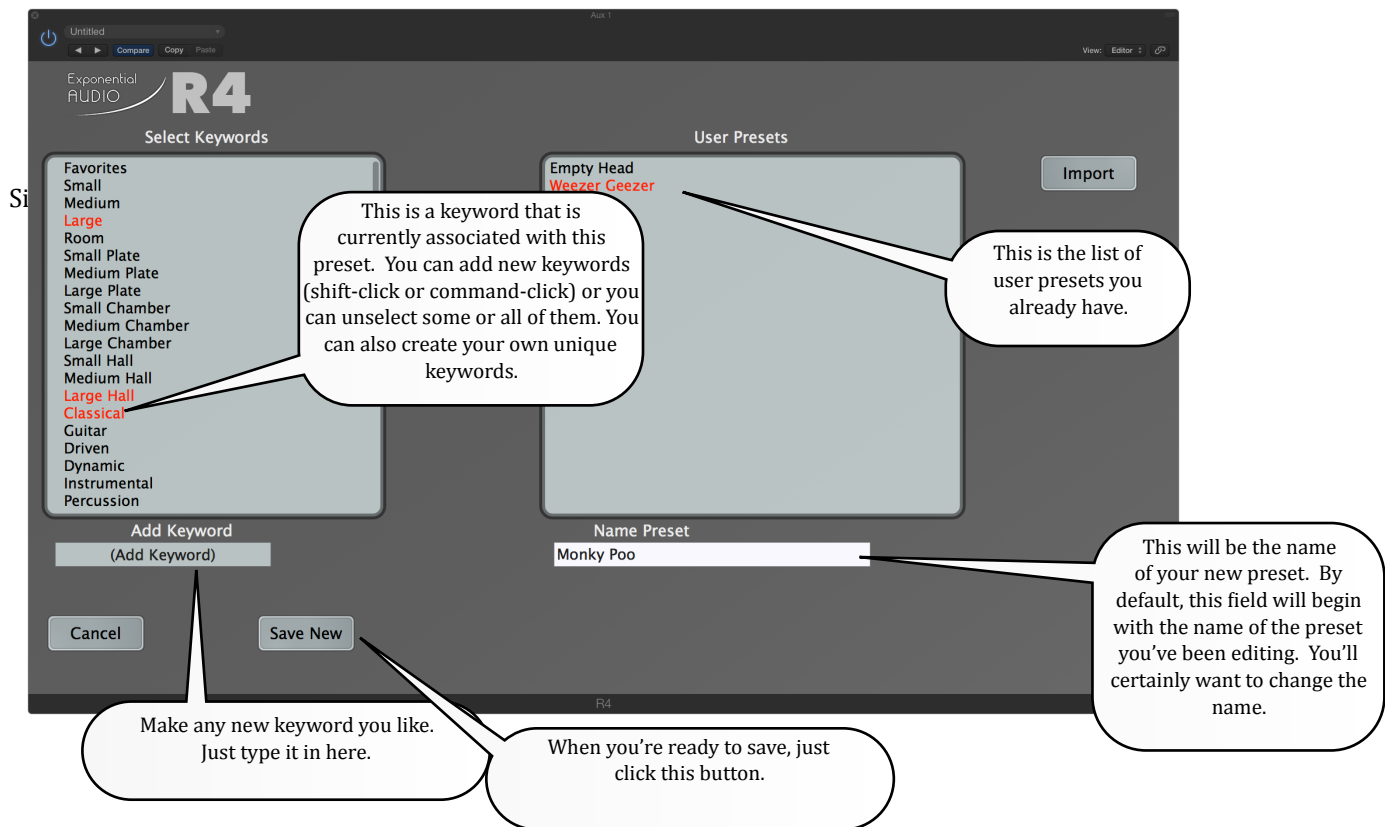 Aux 1
Untitled
Compare Copy Paste
View: Editor
Exponential
AUDIO
R4
Select Keywords
User Presets
Favorites
Small
Medium
Large
Room
Small Plate
Medium Plate
Large Plate
Small Chamber
Medium Chamber
Large Chamber
Small Hall
Medium Hall
Large Hall
Classical
Guitar
Driven
Dynamic
Instrumental
Percussion
Empty Head
Weezer Geezer
Import
Si
This is a keyword that is
currently associated with this
preset. You can add new keywords
(shift-click or command-click) or you
can unselect some or all of them. You
can also create your own unique
keywords.
This is the list of
user presets you
already have.
Add Keyword
(Add Keyword)
Name Preset
Monky Poo
This will be the name
of your new preset. By
default, this field will begin
with the name of the preset
you've been editing. You'll
certainly want to change the
name.
Cancel
Save New
R4
Make any new keyword you like.
Just type it in here.
When you're ready to save, just
click this button.